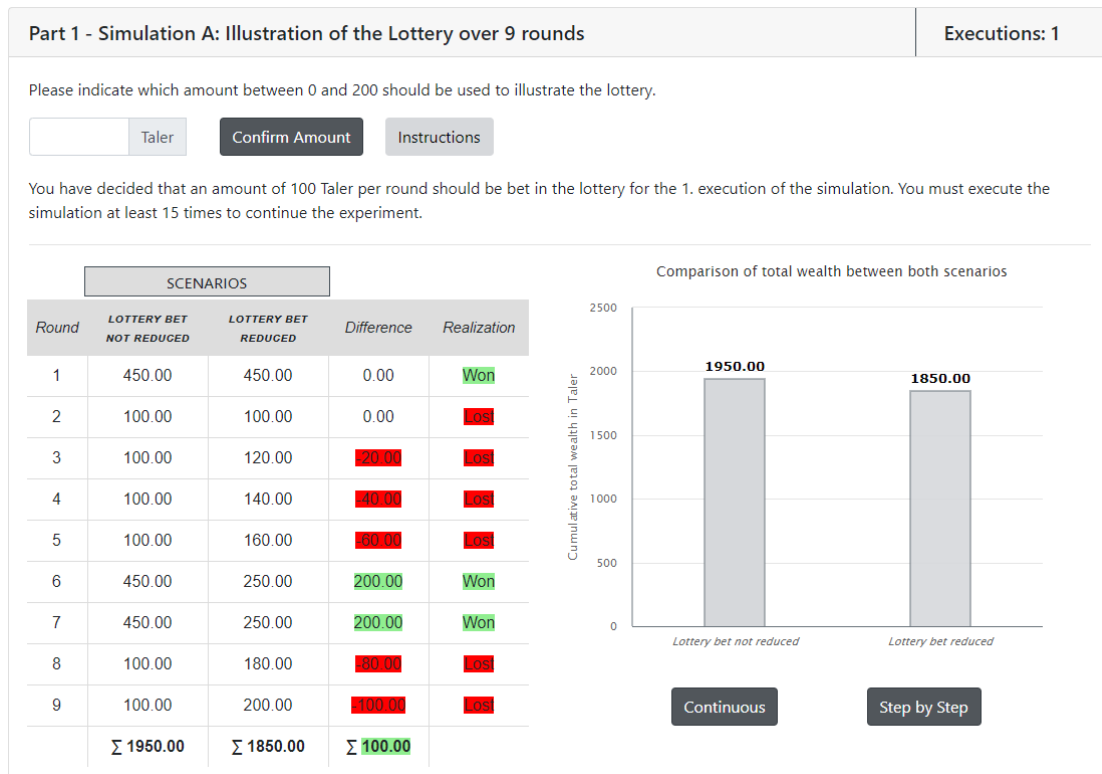 Part 1 - Simulation A: Illustration of the Lottery over 9 rounds
Executions: 1
Please indicate which amount between 0 and 200 should be used to illustrate the lottery.
Taler
Confirm Amount
Instructions
You have decided that an amount of 100 Taler per round should be bet in the lottery for the 1. execution of the simulation. You must execute the
simulation at least 15 times to continue the experiment.
SCENARIOS
Round LOTTERY BET NOT REDUCED LOTTERY BET REDUCED Difference Realization
1 450.00 450.00 0.00 Won
2 100.00 100.00 0.00 Lost
3 100.00 120.00 -20.00 Lost
4 100.00 140.00 -40.00 Lost
5 100.00 160.00 -60.00 Lost
6 450.00 250.00 200.00 Won
7 450.00 250.00 200.00 Won
8 100.00 180.00 -80.00 Lost
9 100.00 200.00 -100.00 Lost
∑ 1950.00 ∑ 1850.00 ∑ 100.00
Comparison of total wealth between both scenarios
Cumulative total wealth in Taler
2500
2000
1500
1000
500
0
1950.00
1850.00
Lottery bet not reduced
Lottery bet reduced
Continuous
Step by Step